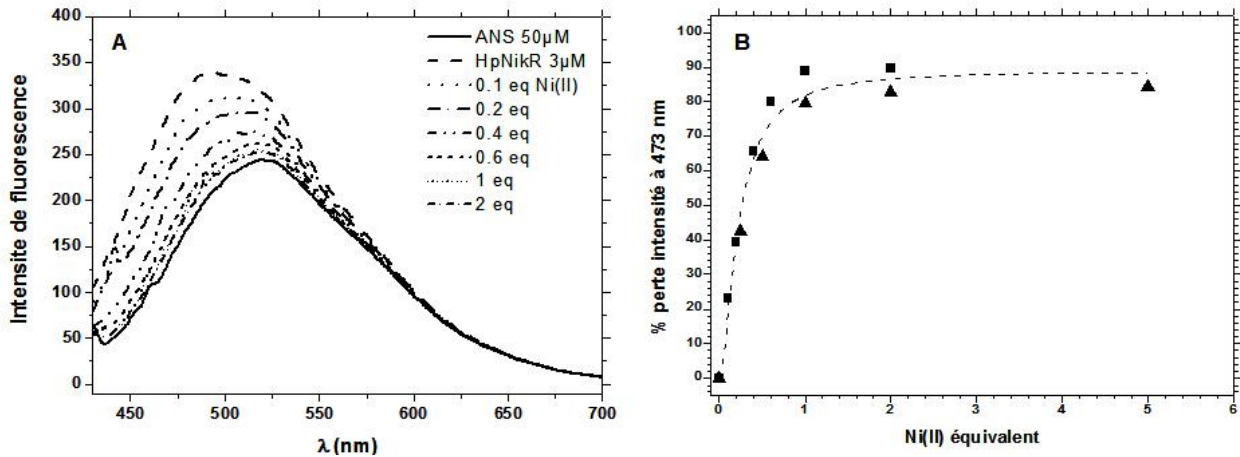 A
ANS 50µM
HpNikR 3µM
0.1 eq Ni(II)
0.2 eq
0.4 eq
0.6 eq
1 eq
2 eq
400
350
300
250
200
150
100
50
0
Intensite de fluorescence
450 500 550 600 650 700
λ (nm)
B
100
90
80
70
60
50
40
30
20
10
0
% perte intensité à 473 nm
0 1 2 3 4 5 6
Ni(II) équivalent